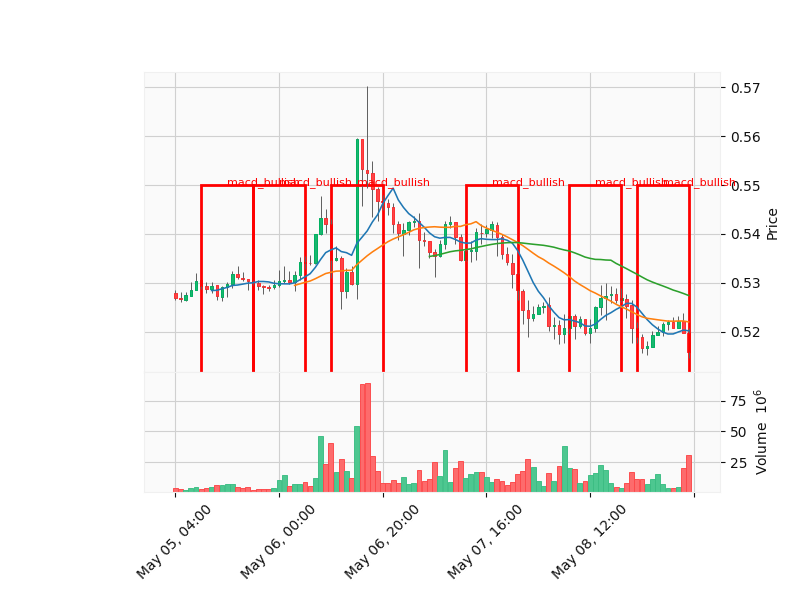 0.57
0.56
macd_bullish macd_bullish macd_bullish macd_bullish macd_bullish macd_bullish
0.55
0.54
0.53
0.52
Price
75
50
25
Volume 10^6
May 05, 04:00
May 06, 00:00
May 06, 20:00
May 07, 16:00
May 08, 12:00